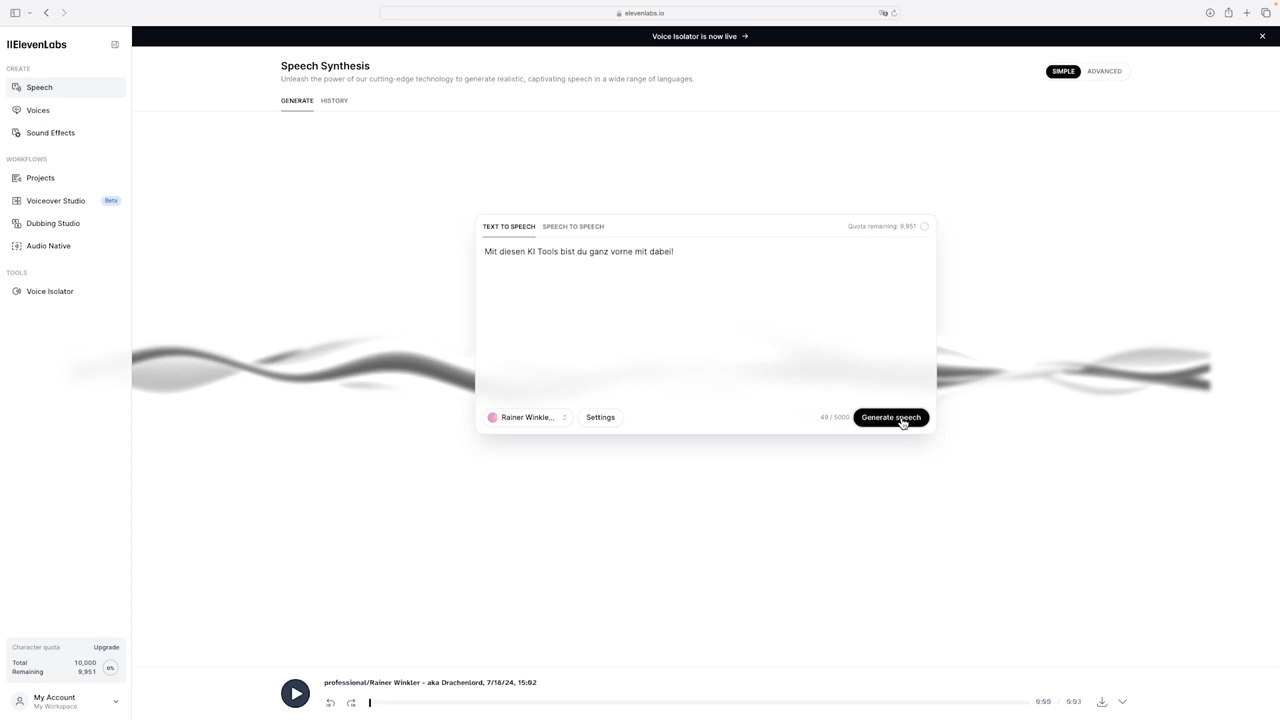 elevenlabs.io
Voice Isolator is now live →
IIElevenLabs
CREATE
Speech
Voices
Sound Effects
WORKFLOWS
Projects
Voiceover Studio Beta
Dubbing Studio
Audio Native
TOOLS
Voice Isolator
Speech Synthesis
Unleash the power of our cutting-edge technology to generate realistic, captivating speech in a wide range of languages.
SIMPLE ADVANCED
GENERATE HISTORY
TEXT TO SPEECH SPEECH TO SPEECH Quota remaining: 9,951
Mit diesen KI Tools bist du ganz vorne mit dabei!
Rainer Winkle... Settings 49 / 5000 Generate speech
Character quota Upgrade
Total 10,000
Remaining 9,951
0%
My Account
My Workspace
professional/Rainer Winkler - aka Drachenlord, 7/18/24, 15:02
0:00 0:03